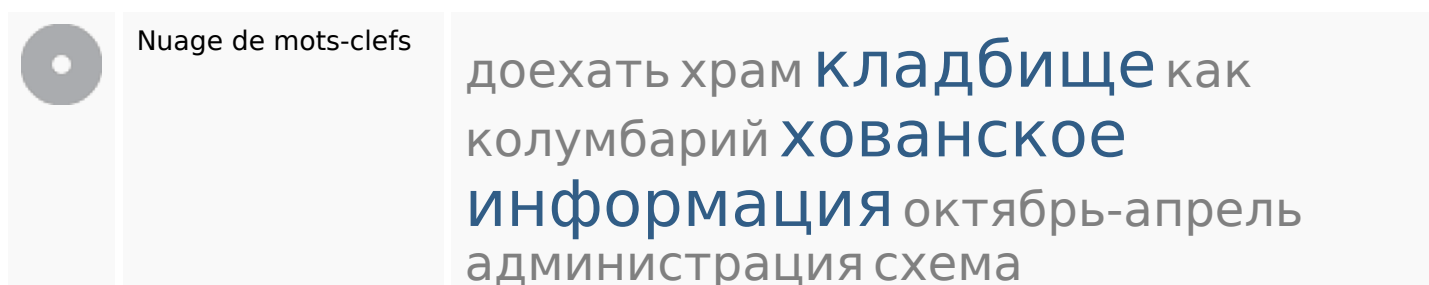 Nuage de mots-clefs
доехать храм кладбище как
колумбарий хованское
информация октябрь-апрель
администрация схема